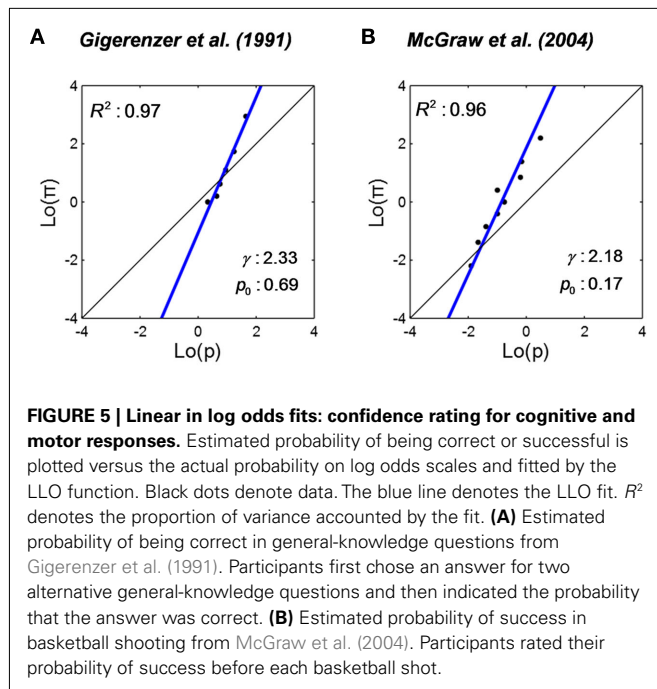 A Gigerenzer et al. (1991) B McGraw et al. (2004)
4 4
R² : 0.97 R² : 0.96
2 2
Lo(π) 0 Lo(π) 0
-2 γ : 2.33 -2 γ : 2.18
p₀ : 0.69 p₀ : 0.17
-4 -4
-4 -2 0 2 4 -4 -2 0 2 4
Lo(p) Lo(p)
FIGURE 5 | Linear in log odds fits: confidence rating for cognitive and
motor responses. Estimated probability of being correct or successful is
plotted versus the actual probability on log odds scales and fitted by the
LLO function. Black dots denote data. The blue line denotes the LLO fit. R²
denotes the proportion of variance accounted by the fit. (A) Estimated
probability of being correct in general-knowledge questions from
Gigerenzer et al. (1991). Participants first chose an answer for two
alternative general-knowledge questions and then indicated the probability
that the answer was correct. (B) Estimated probability of success in
basketball shooting from McGraw et al. (2004). Participants rated their
probability of success before each basketball shot.